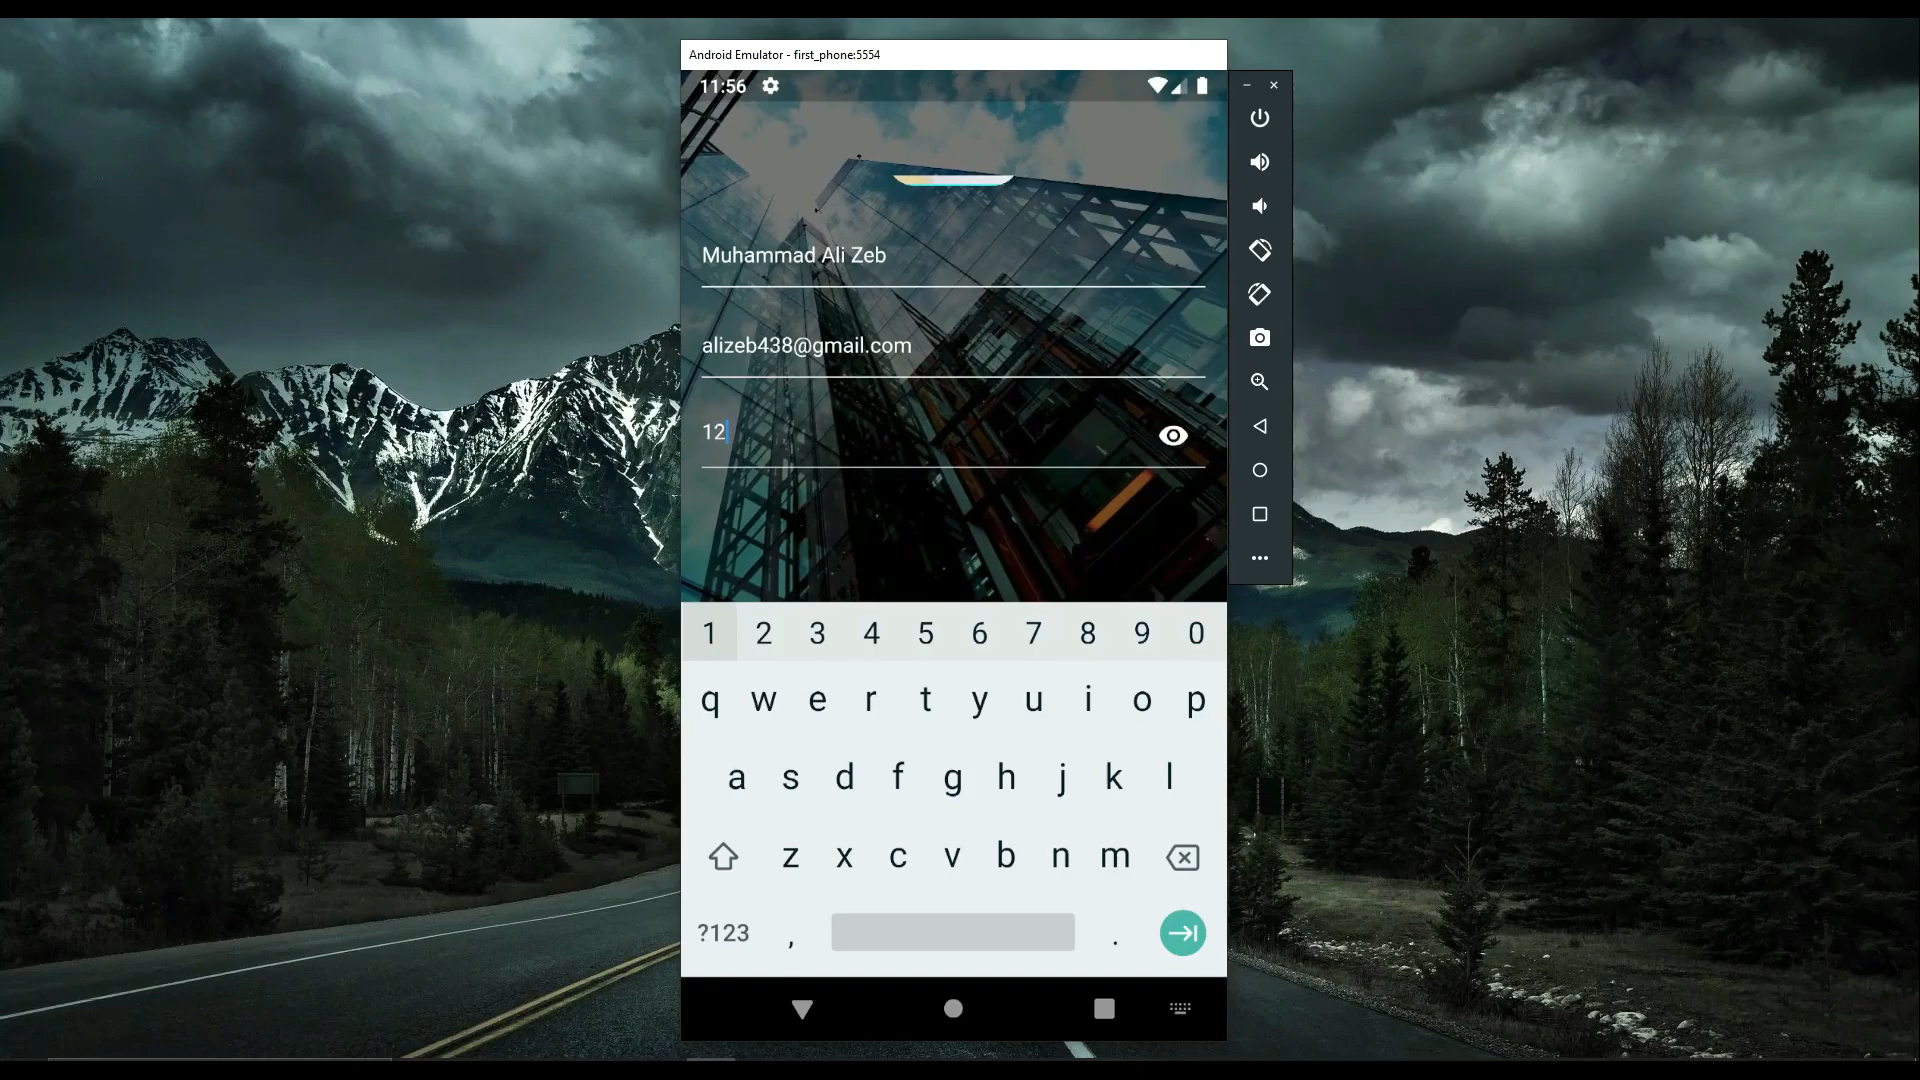 Android Emulator - first_phone:5554
11:56
Muhammad Ali Zeb
alizeb438@gmail.com
12
1 2 3 4 5 6 7 8 9 0
q w e r t y u i o p
a s d f g h j k l
z x c v b n m
?123 , .